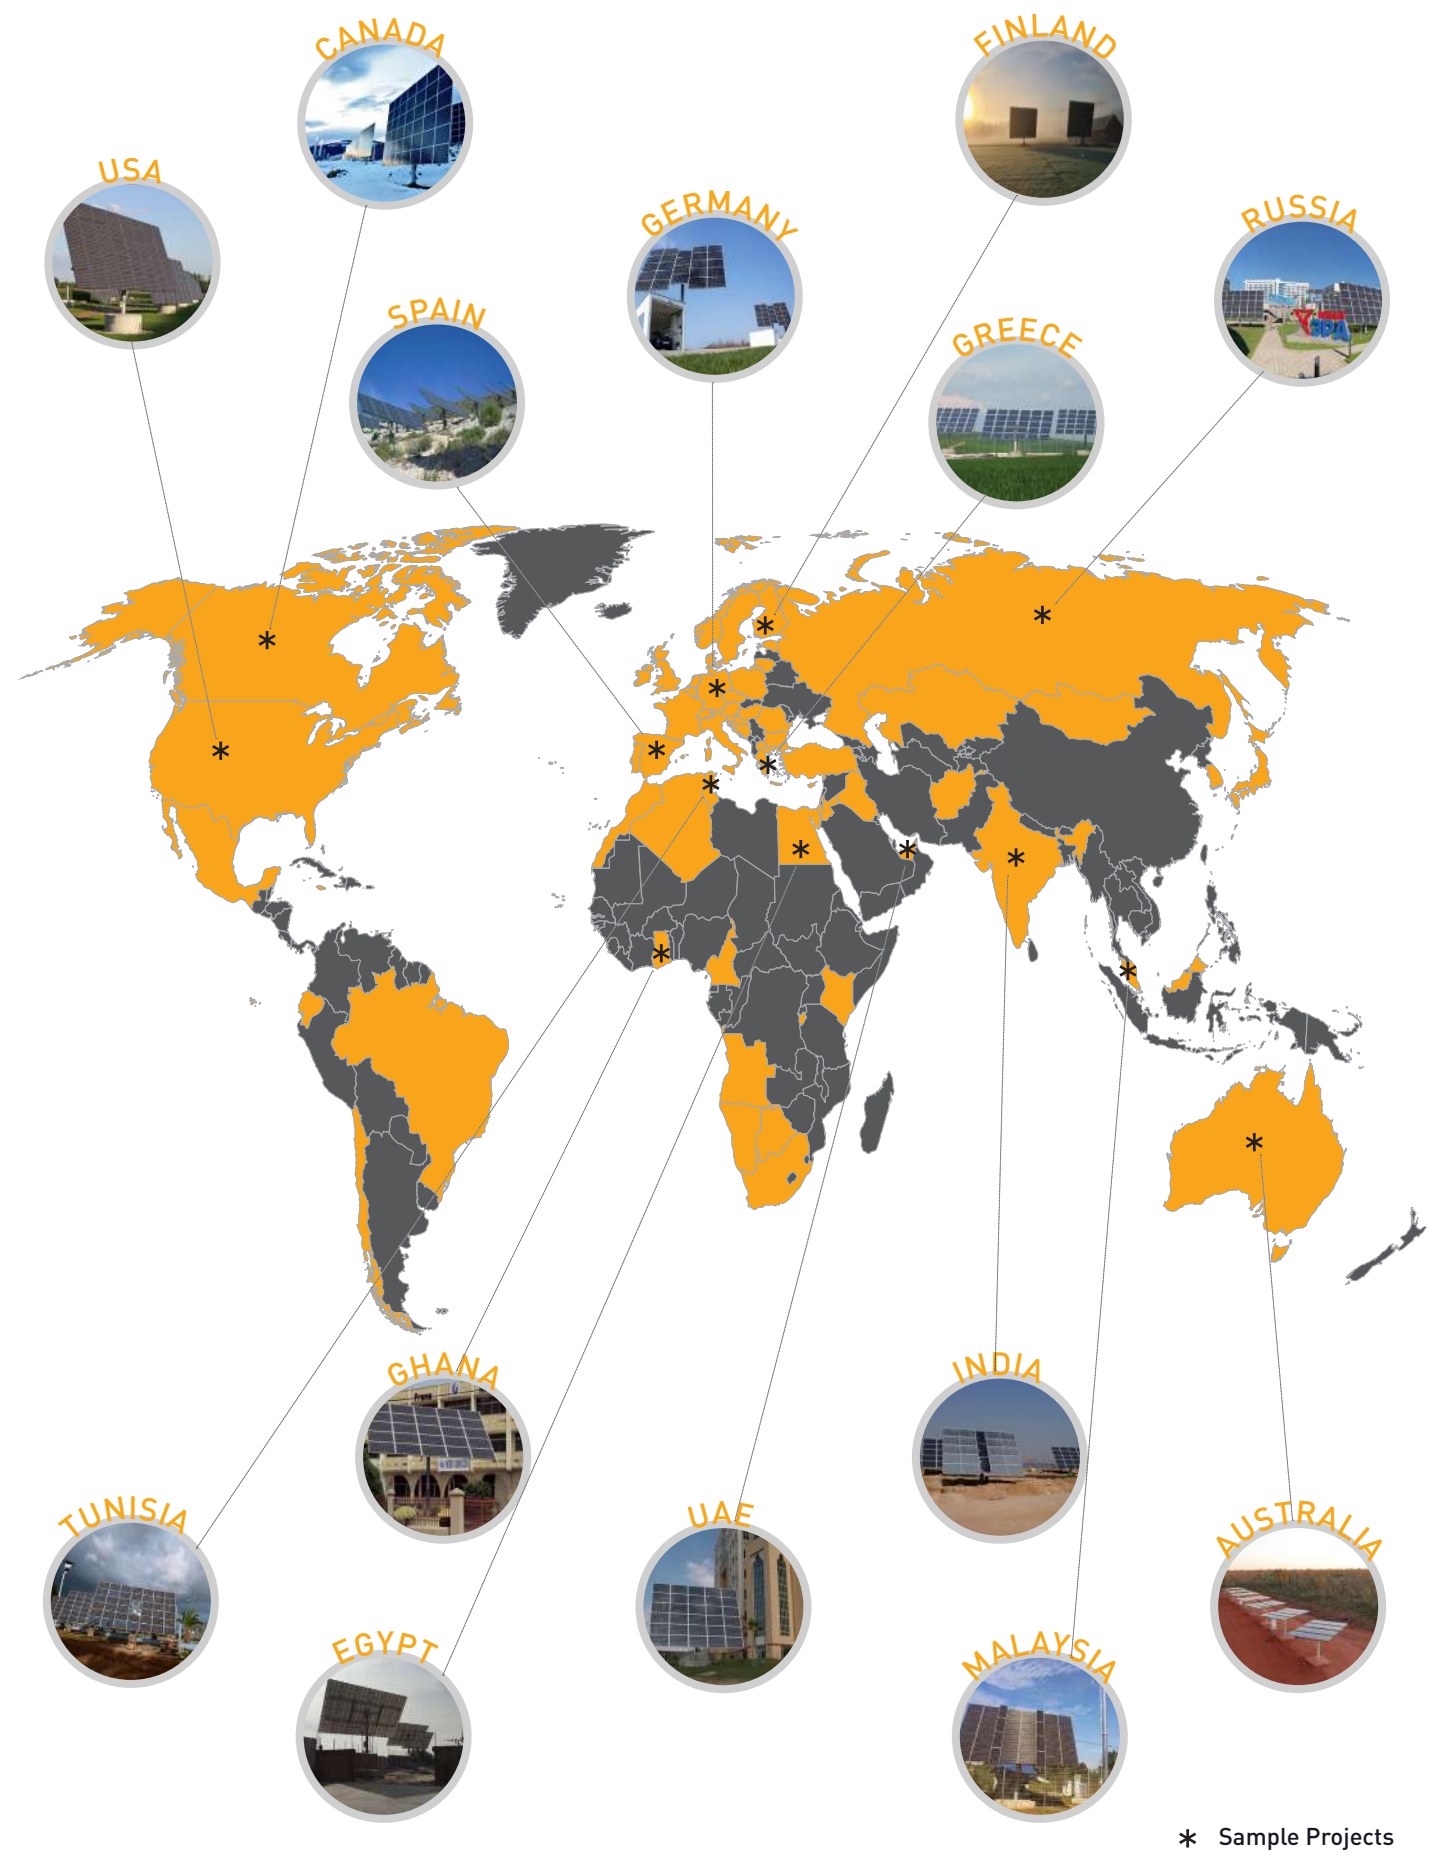 CANADA
FINLAND
USA
GERMANY
RUSSIA
SPAIN
GREECE
GHANA
INDIA
TUNISIA
UAE
AUSTRALIA
EGYPT
MALAYSIA
* Sample Projects